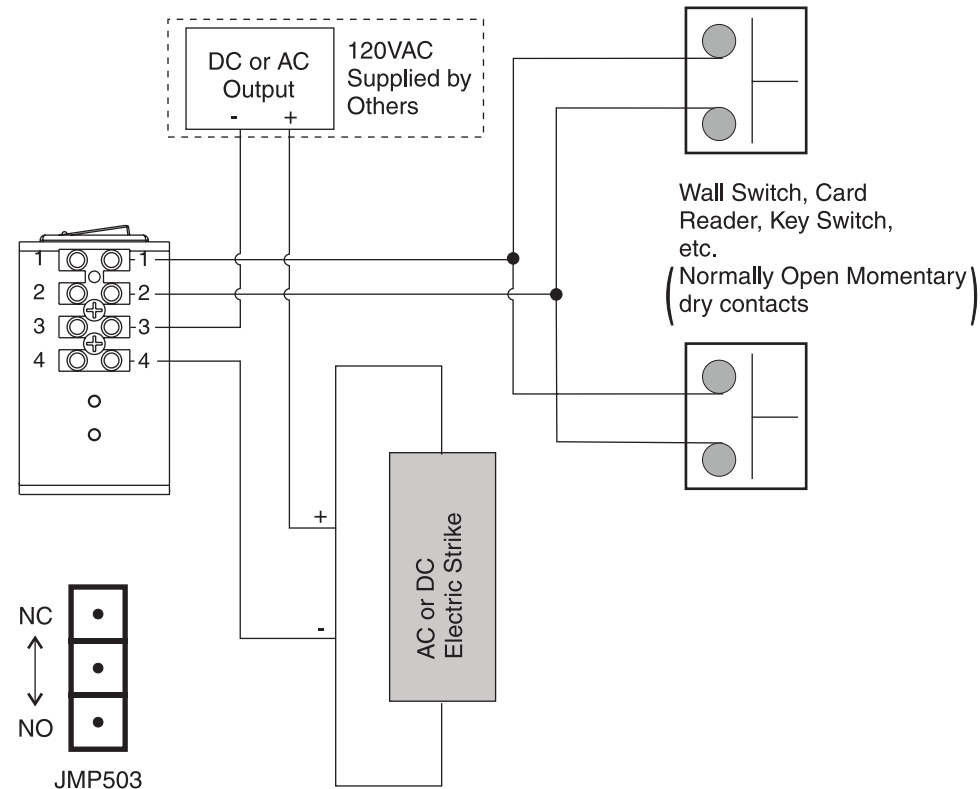 DC or AC
Output
- +
120VAC
Supplied by
Others
Wall Switch, Card
Reader, Key Switch,
etc.
(Normally Open Momentary
dry contacts)
1 1
2 2
3 3
4 4
+
-
AC or DC
Electric Strike
NC
NO
JMP503